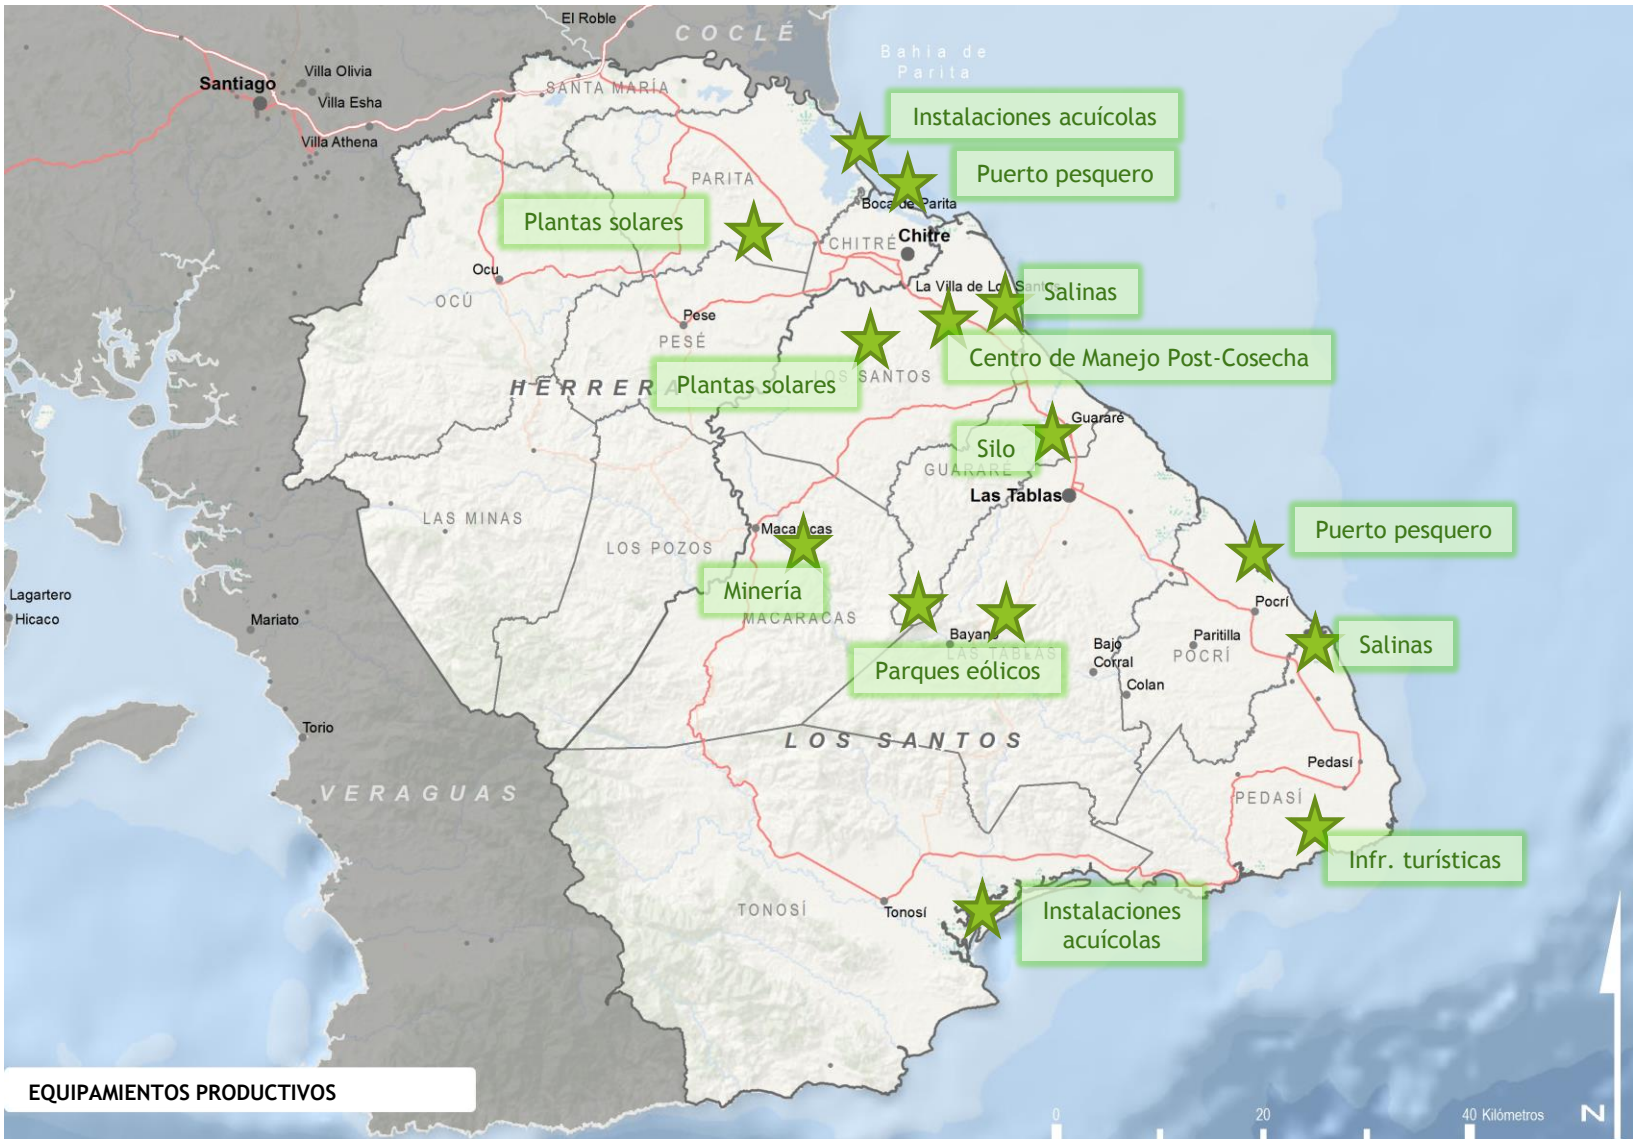 El Roble
COCLÉ
Bahía de
Parita
Santiago
Villa Olivia
Villa Esha
Villa Athena
SANTA MARÍA
Instalaciones acuícolas
Puerto pesquero
PARITA
Boca de Parita
Plantas solares
CHITRÉ
Chitre
Ocu
OCÚ
La Villa de Los Santos
Salinas
Pese
PESÉ
Centro de Manejo Post-Cosecha
HERRERA
Plantas solares
LOS SANTOS
Guararé
Silo
GUARARÉ
Las Tablas
LAS MINAS
Macaracas
LOS POZOS
Puerto pesquero
Minería
MACARACAS
Lagartero
Hicaco
Mariato
Pocrí
Bayano
LAS TABLAS
Bajo
Corral
Paritilla
POCRÍ
Salinas
Parques eólicos
Colan
Torio
LOS SANTOS
Pedasí
VERAGUAS
PEDASÍ
Infr. turísticas
TONOSÍ
Tonosí
Instalaciones
acuícolas
EQUIPAMIENTOS PRODUCTIVOS
0 20 40 Kilómetros
N